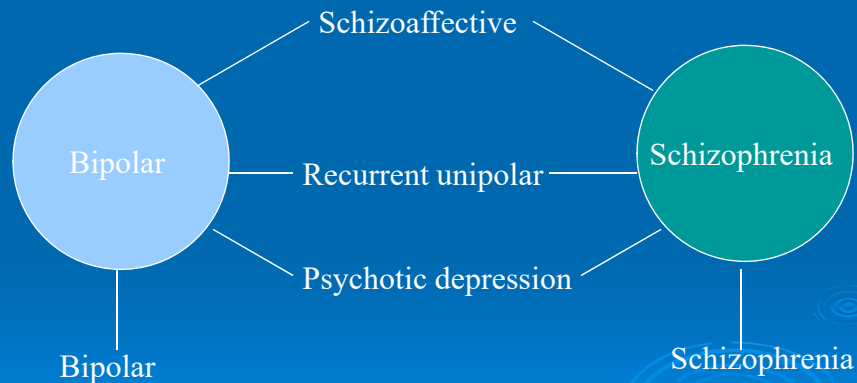 Schizoaffective
Bipolar
Schizophrenia
Recurrent unipolar
Psychotic depression
Bipolar
Schizophrenia